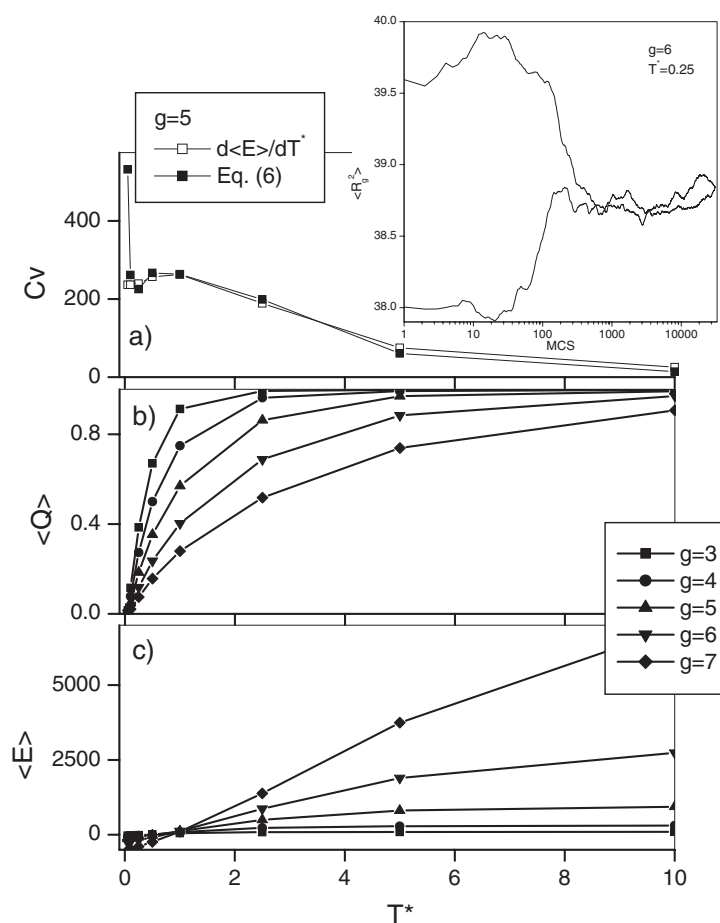 g=5
d<E>/dT*
Eq. (6)
400
200
0
Cv
a)
40.0
39.5
39.0
38.5
38.0
<R_g^2>
g=6
T*=0.25
1
10
100
1000
10000
MCS
b)
0.8
0.4
0.0
<Q>
g=3
g=4
g=5
g=6
g=7
c)
5000
2500
0
<E>
0
2
4
6
8
10
T*